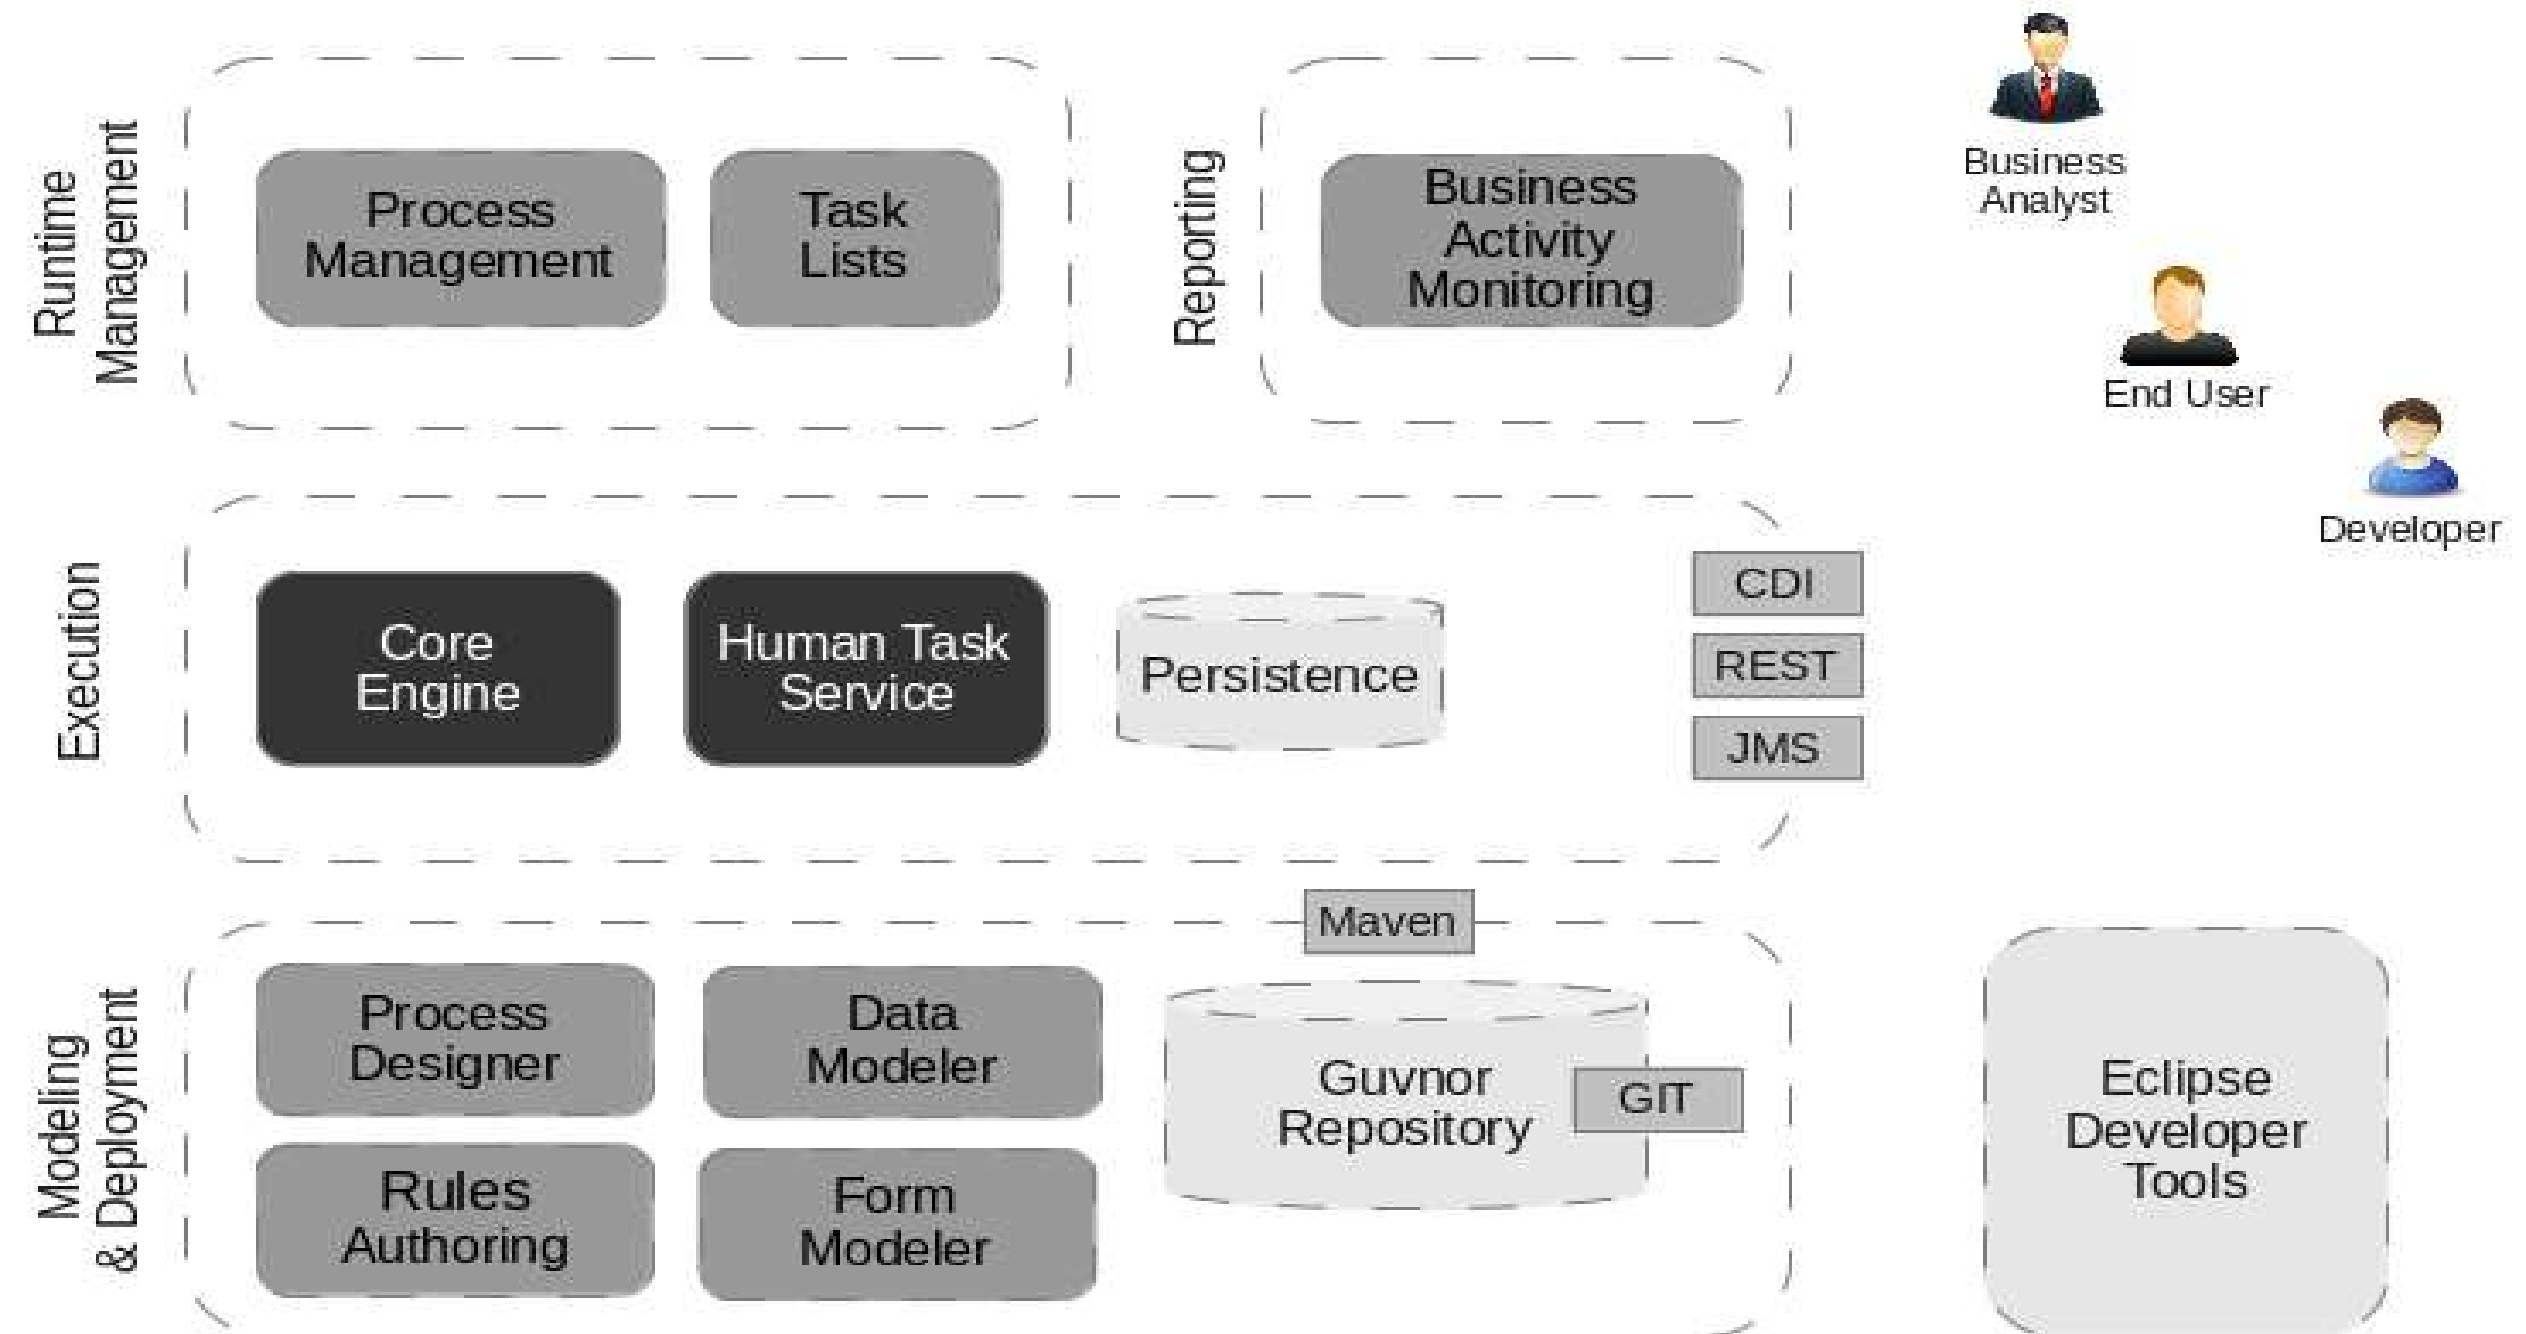 Runtime
Management
Process
Management
Task
Lists
Reporting
Business
Activity
Monitoring
Business
Analyst
End User
Developer
Execution
Core
Engine
Human Task
Service
Persistence
CDI
REST
JMS
Modeling
& Deployment
Process
Designer
Data
Modeler
Rules
Authoring
Form
Modeler
Maven
Guvnor
Repository
GIT
Eclipse
Developer
Tools